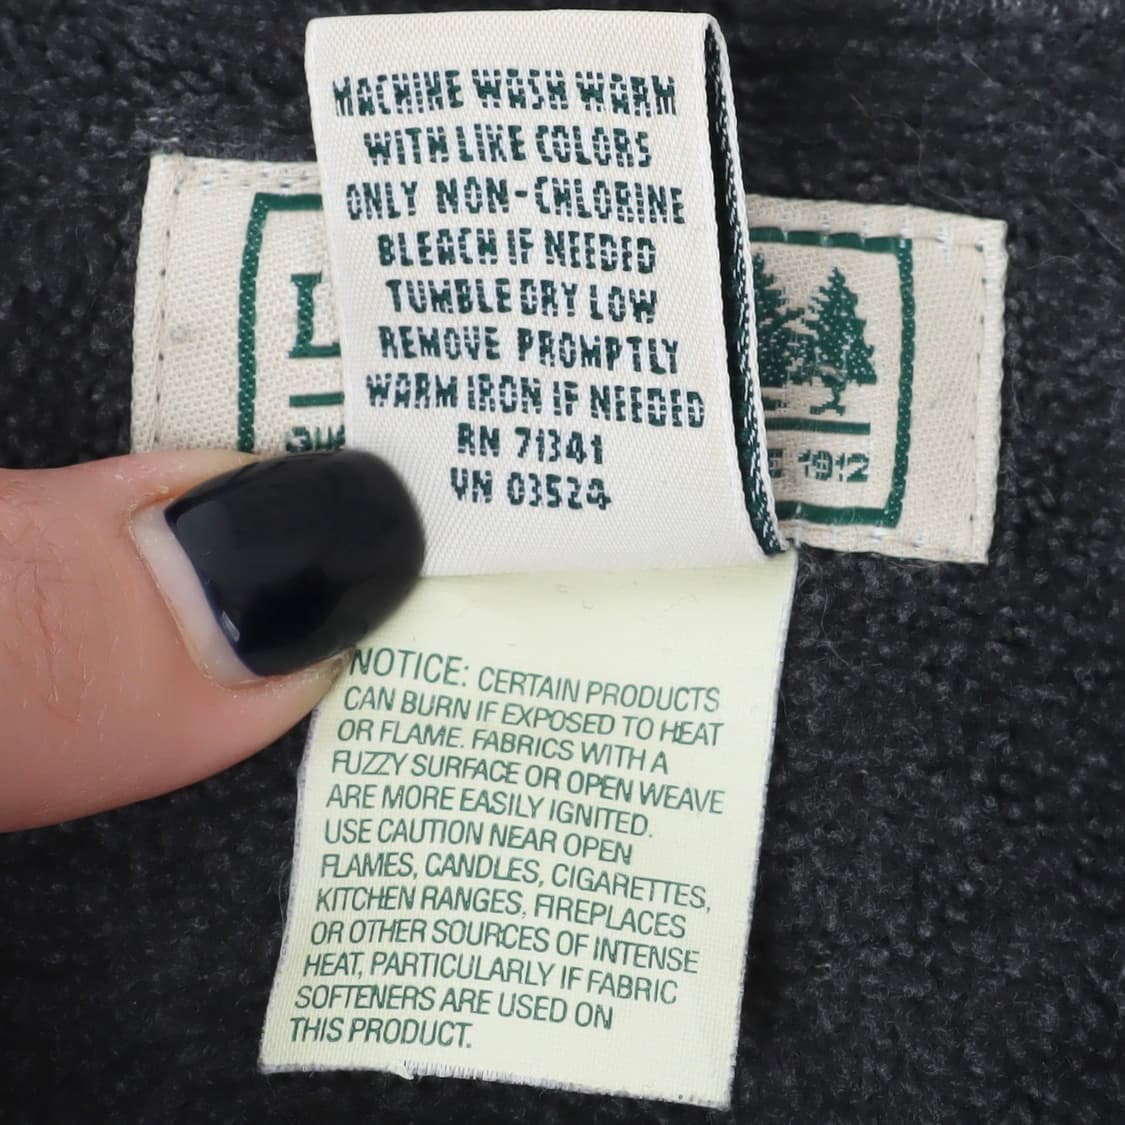 MACHINE WASH WARM
WITH LIKE COLORS
ONLY NON-CHLORINE
BLEACH IF NEEDED
TUMBLE DRY LOW
REMOVE PROMPTLY
WARM IRON IF NEEDED
RN 71341
VN 03524
L
1912
NOTICE: CERTAIN PRODUCTS
CAN BURN IF EXPOSED TO HEAT
OR FLAME. FABRICS WITH A
FUZZY SURFACE OR OPEN WEAVE
ARE MORE EASILY IGNITED.
USE CAUTION NEAR OPEN
FLAMES, CANDLES, CIGARETTES,
KITCHEN RANGES, FIREPLACES
OR OTHER SOURCES OF INTENSE
HEAT, PARTICULARLY IF FABRIC
SOFTENERS ARE USED ON
THIS PRODUCT.